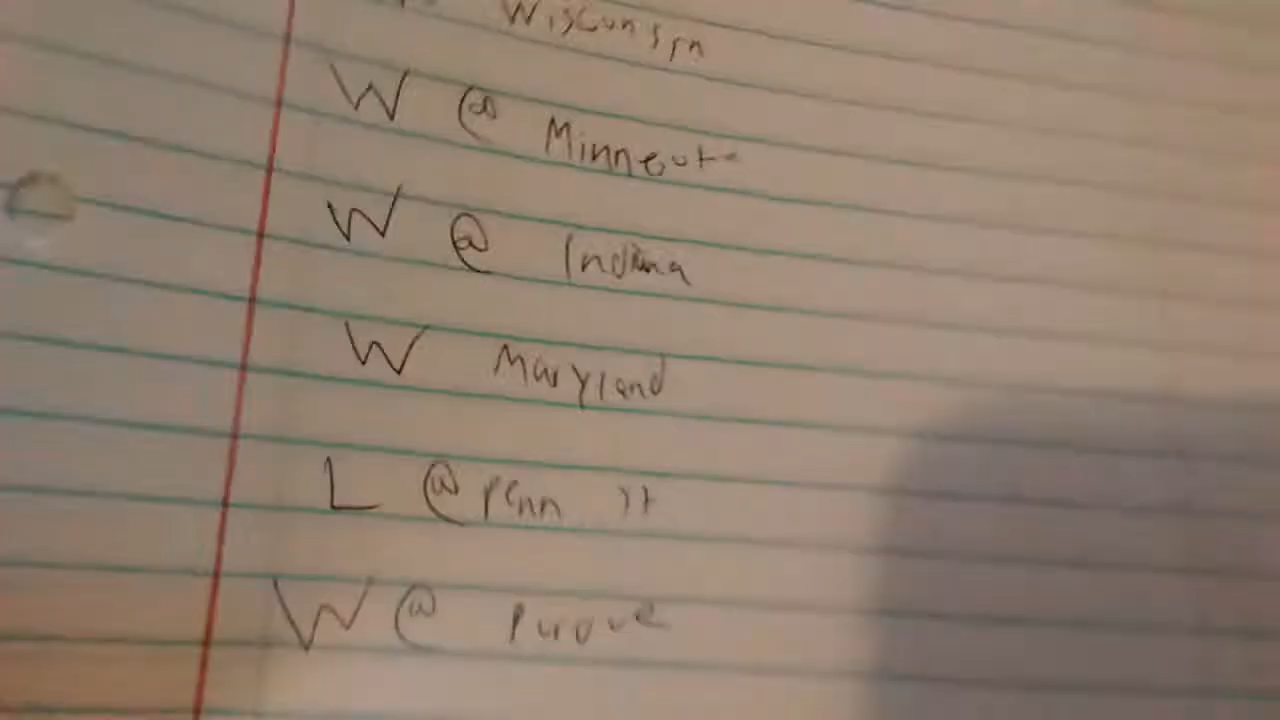 Wisconsin
W @ Minnesota
W @ Indiana
W Maryland
L @ Penn St
W @ Purdue